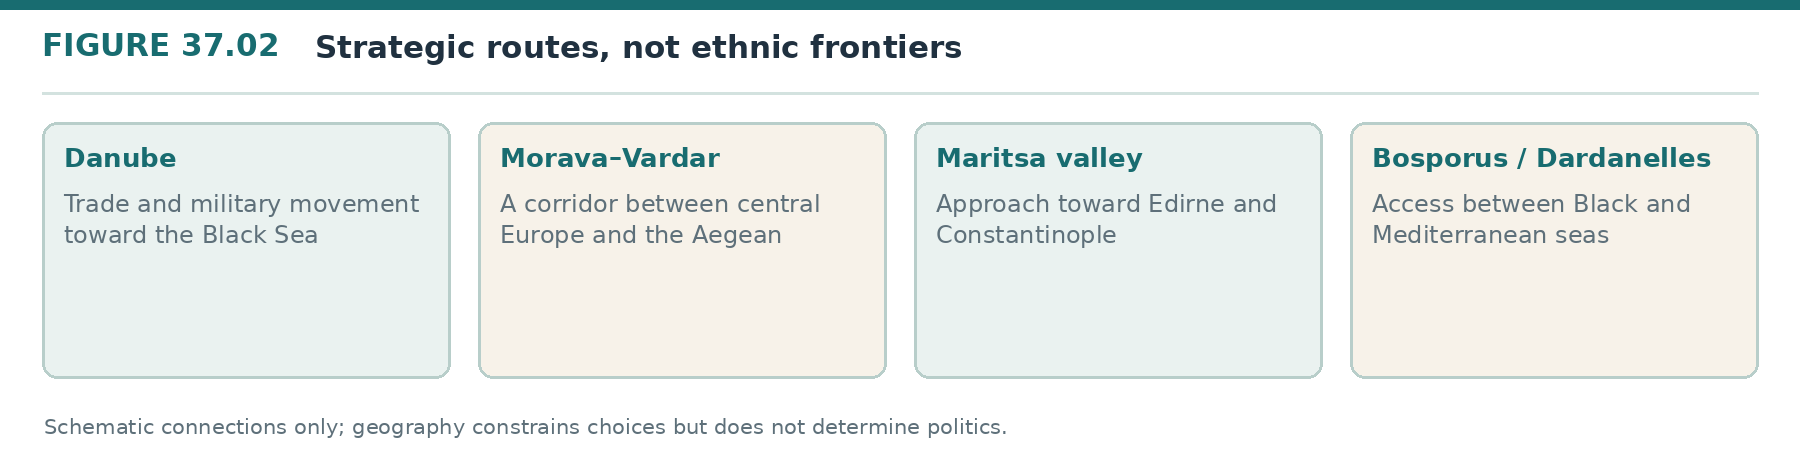 FIGURE 37.02 Strategic routes, not ethnic frontiers
Danube
Trade and military movement
toward the Black Sea
Morava–Vardar
A corridor between central
Europe and the Aegean
Maritsa valley
Approach toward Edirne and
Constantinople
Bosporus / Dardanelles
Access between Black and
Mediterranean seas
Schematic connections only; geography constrains choices but does not determine politics.